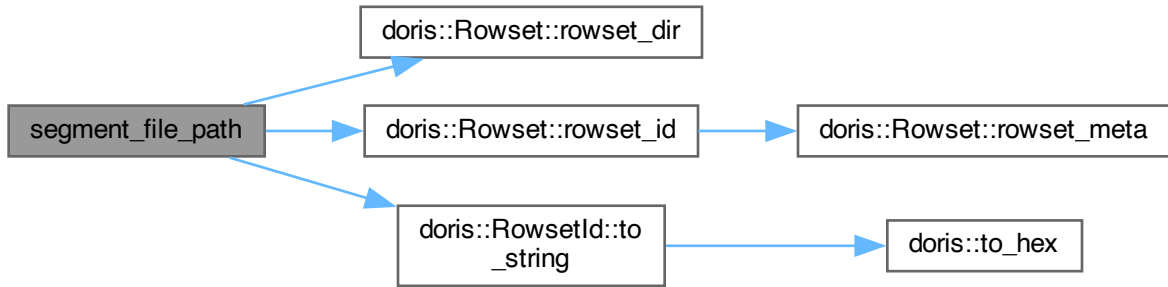 doris::Rowset::rowset_dir
segment_file_path
doris::Rowset::rowset_id
doris::Rowset::rowset_meta
doris::RowsetId::to
_string
doris::to_hex